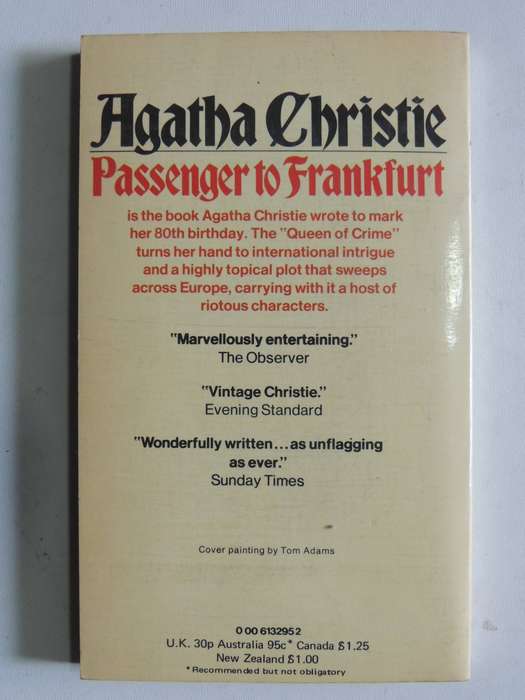 Agatha Christie
Passenger to Frankfurt
is the book Agatha Christie wrote to mark
her 80th birthday. The "Queen of Crime"
turns her hand to international intrigue
and a highly topical plot that sweeps
across Europe, carrying with it a host of
riotous characters.
"Marvellously entertaining."
The Observer
"Vintage Christie."
Evening Standard
"Wonderfully written...as unflagging
as ever."
Sunday Times
Cover painting by Tom Adams
0 00 613295 2
U.K. 30p Australia 95c* Canada $1.25
New Zealand $1.00
*Recommended but not obligatory